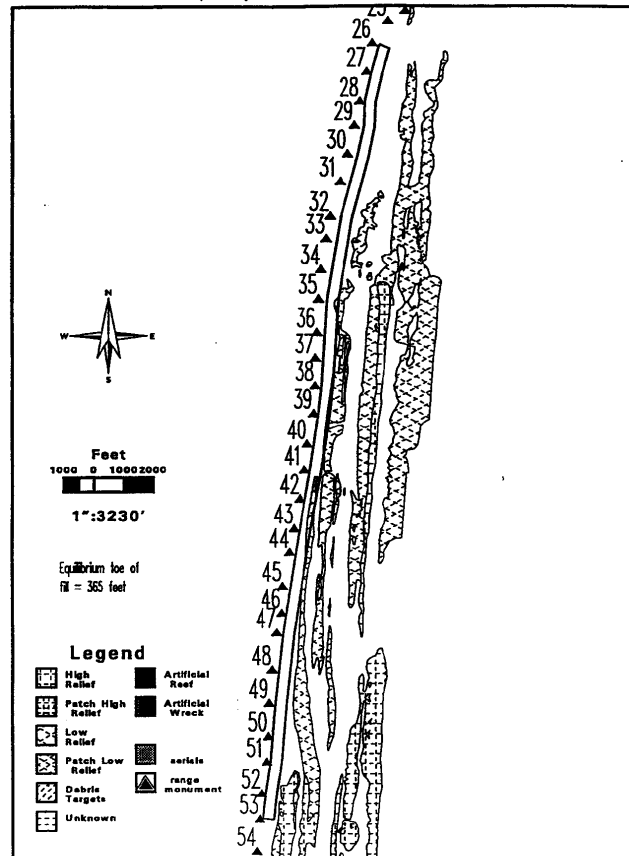 25
26
27
28
29
30
31
32
33
34
35
36
37
38
39
40
41
42
43
44
45
46
47
48
49
50
51
52
53
54
N
W E
S
Feet
1000 0 1000 2000
1":3230'
Equilibrium toe of
fill = 365 feet
Legend
High
Relief
Patch High
Relief
Low
Relief
Patch Low
Relief
Debris
Targets
Unknown
Artificial
Reef
Artificial
Wreck
aerials
range
monument